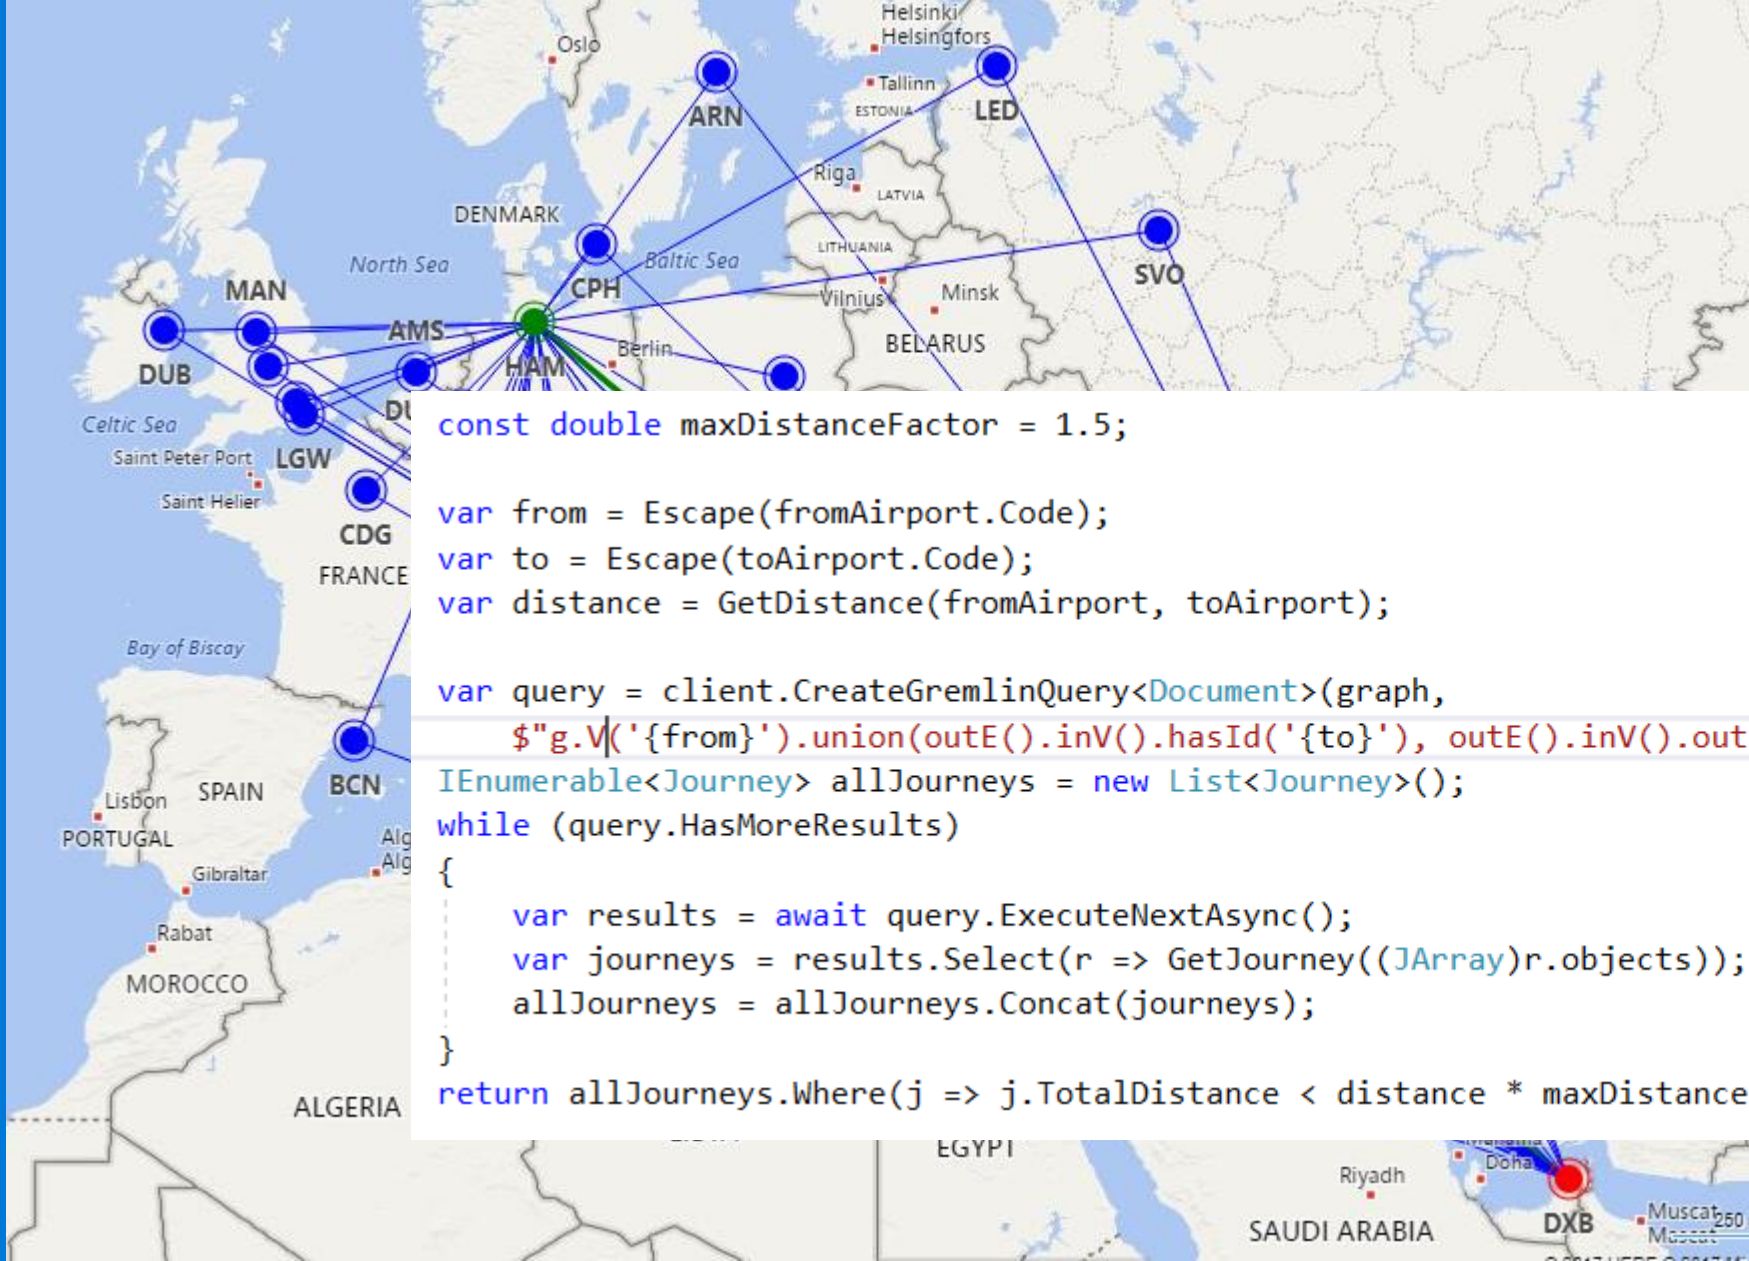 Helsinki
Helsingfors
Oslo
Tallinn
ARN
ESTONIA
LED
Riga
LATVIA
DENMARK
LITHUANIA
North Sea
Baltic Sea
SVO
MAN
CPH
Vilnius
Minsk
AMS
BELARUS
Berlin
DUB
HAM
Celtic Sea
Saint Peter Port
LGW
Saint Helier
CDG
FRANCE
Bay of Biscay
BCN
SPAIN
Lisbon
PORTUGAL
Gibraltar
Rabat
MOROCCO
ALGERIA
const double maxDistanceFactor = 1.5;
var from = Escape(fromAirport.Code);
var to = Escape(toAirport.Code);
var distance = GetDistance(fromAirport, toAirport);
var query = client.CreateGremlinQuery<Document>(graph,
$"g.V('{from}').union(outE().inV().hasId('{to}'), outE().inV().out
IEnumerable<Journey> allJourneys = new List<Journey>();
while (query.HasMoreResults)
{
var results = await query.ExecuteNextAsync();
var journeys = results.Select(r => GetJourney((JArray)r.objects));
allJourneys = allJourneys.Concat(journeys);
}
return allJourneys.Where(j => j.TotalDistance < distance * maxDistance
EGYPT
Doha
Riyadh
DXB
SAUDI ARABIA
Muscat
250